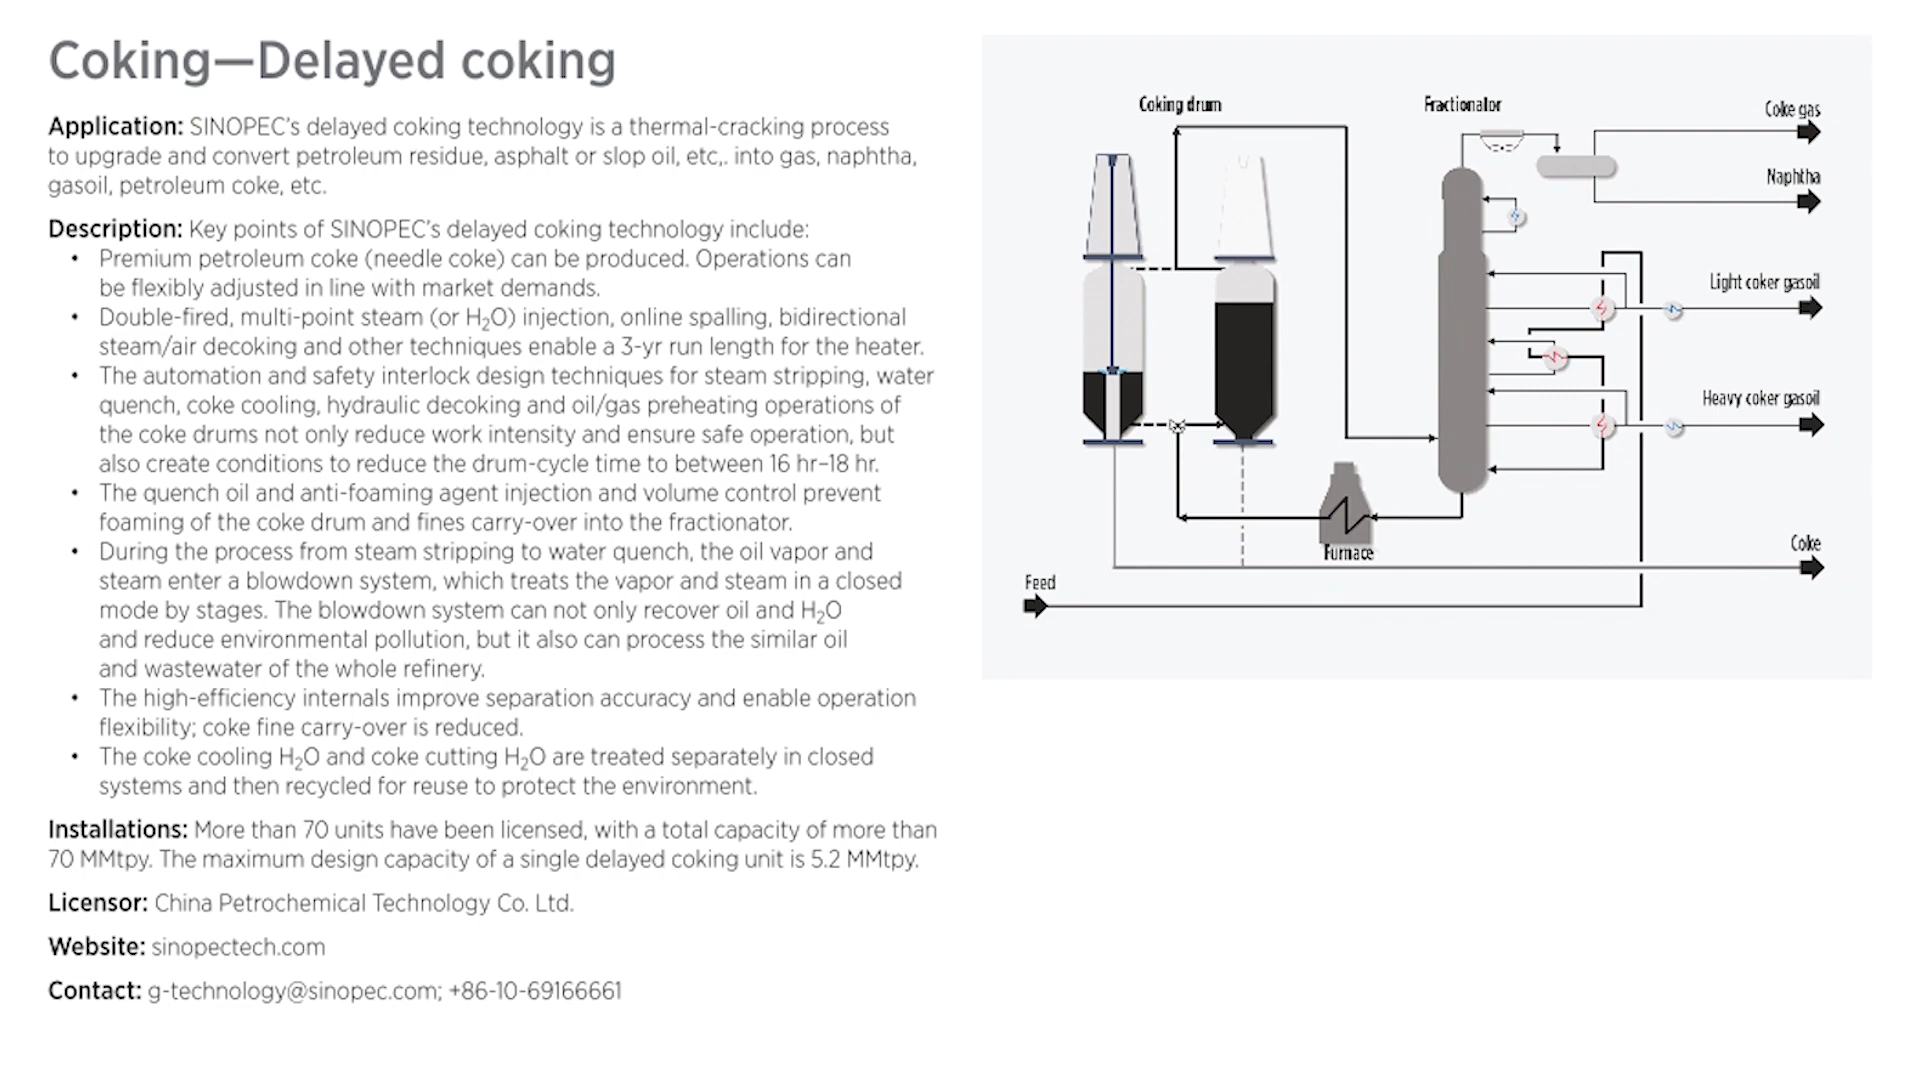 Coking—Delayed coking
Application: SINOPEC's delayed coking technology is a thermal-cracking process
to upgrade and convert petroleum residue, asphalt or slop oil, etc,. into gas, naphtha,
gasoil, petroleum coke, etc.
Description: Key points of SINOPEC's delayed coking technology include:
• Premium petroleum coke (needle coke) can be produced. Operations can
be flexibly adjusted in line with market demands.
• Double-fired, multi-point steam (or H₂O) injection, online spalling, bidirectional
steam/air decoking and other techniques enable a 3-yr run length for the heater.
• The automation and safety interlock design techniques for steam stripping, water
quench, coke cooling, hydraulic decoking and oil/gas preheating operations of
the coke drums not only reduce work intensity and ensure safe operation, but
also create conditions to reduce the drum-cycle time to between 16 hr–18 hr.
• The quench oil and anti-foaming agent injection and volume control prevent
foaming of the coke drum and fines carry-over into the fractionator.
• During the process from steam stripping to water quench, the oil vapor and
steam enter a blowdown system, which treats the vapor and steam in a closed
mode by stages. The blowdown system can not only recover oil and H₂O
and reduce environmental pollution, but it also can process the similar oil
and wastewater of the whole refinery.
• The high-efficiency internals improve separation accuracy and enable operation
flexibility; coke fine carry-over is reduced.
• The coke cooling H₂O and coke cutting H₂O are treated separately in closed
systems and then recycled for reuse to protect the environment.
Installations: More than 70 units have been licensed, with a total capacity of more than
70 MMtpy. The maximum design capacity of a single delayed coking unit is 5.2 MMtpy.
Licensor: China Petrochemical Technology Co. Ltd.
Website: sinopectech.com
Contact: g-technology@sinopec.com; +86-10-69166661
Coking drum
Fractionator
Coke gas
Naphtha
Light coker gasoil
Heavy coker gasoil
Furnace
Coke
Feed